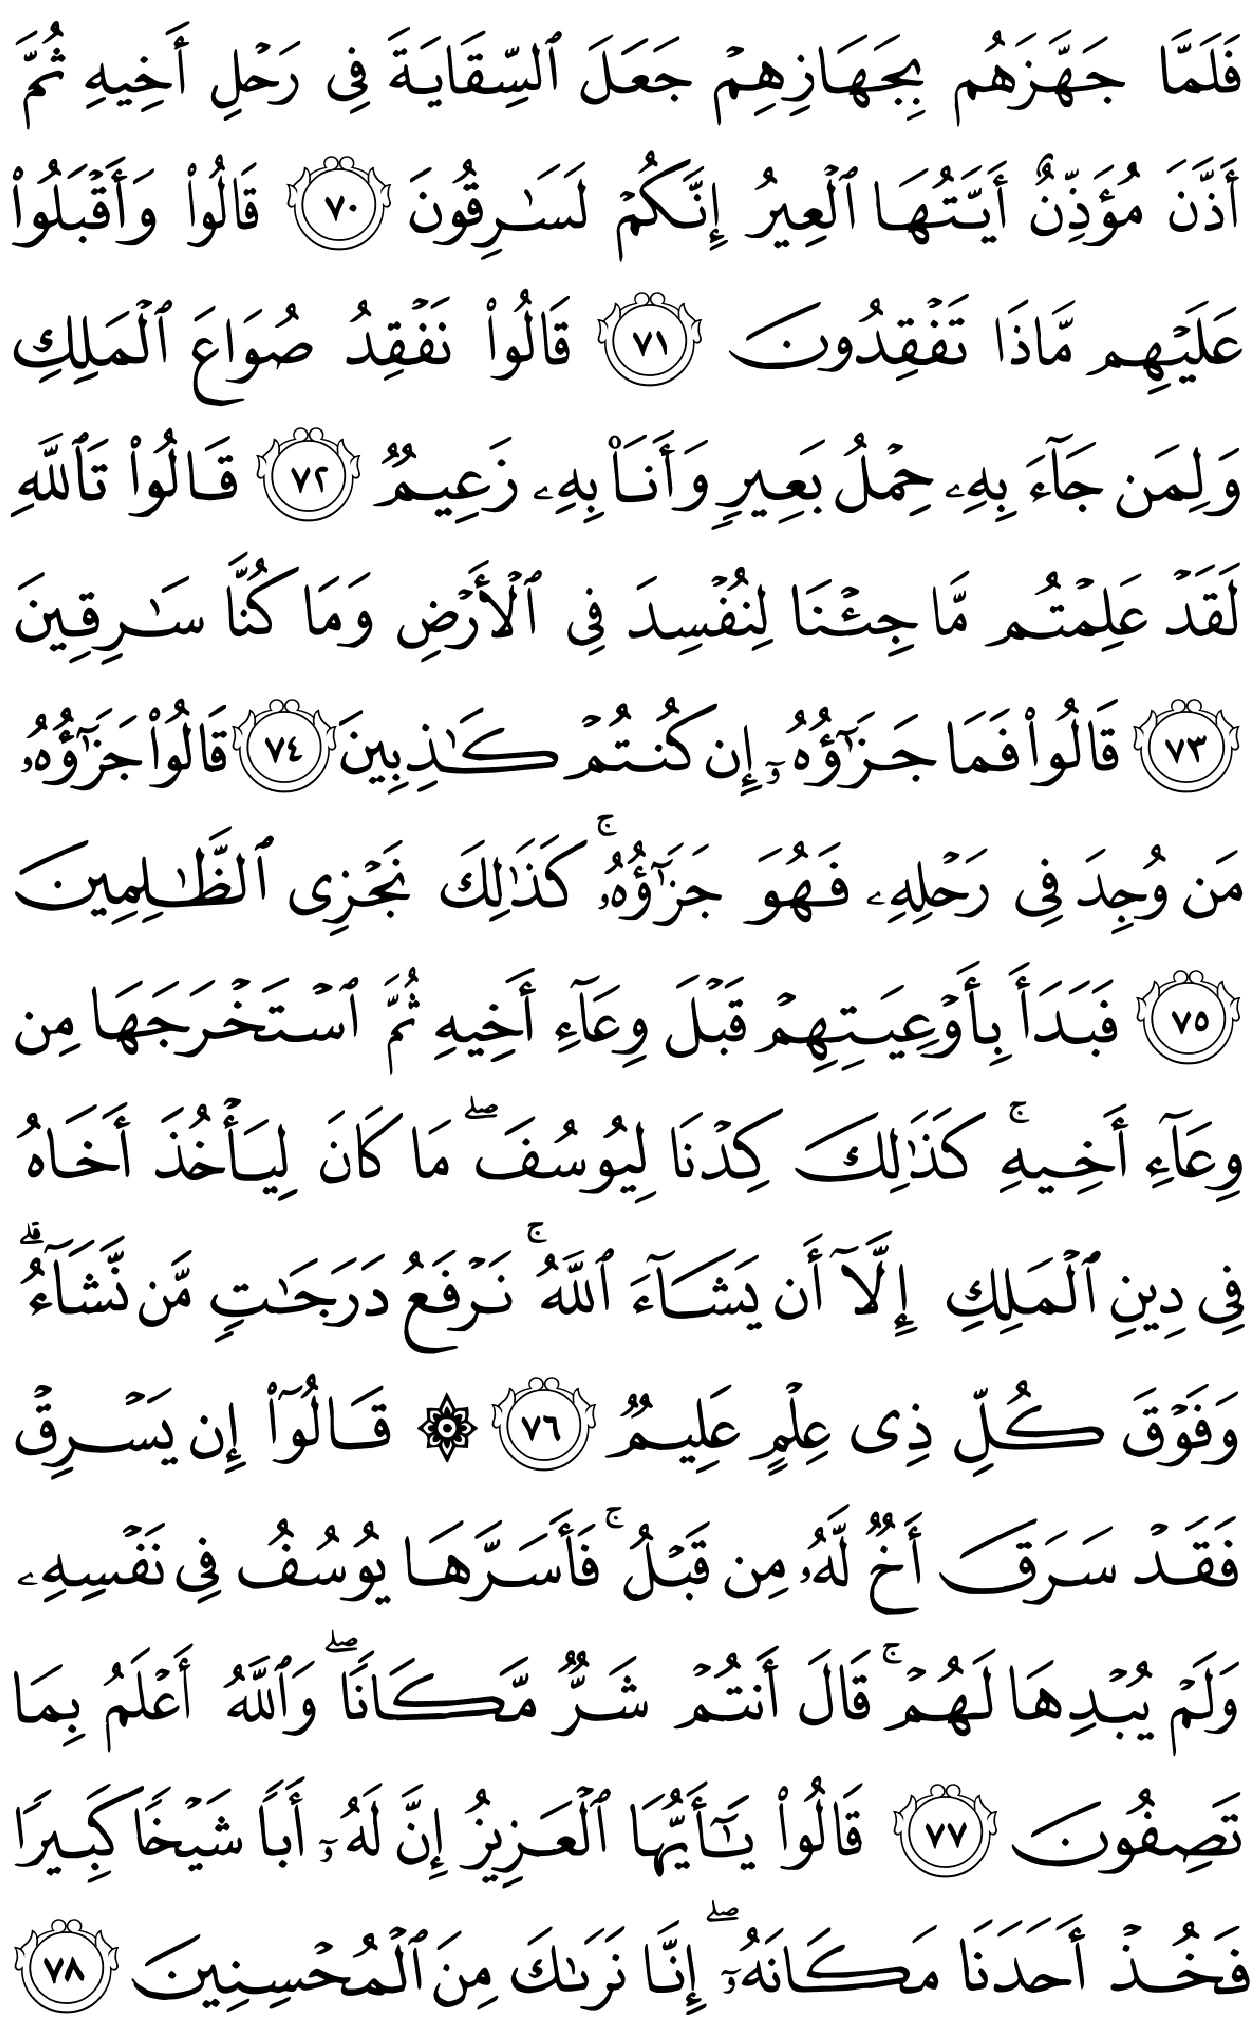 فَلَمَّا جَهَّزَهُم بِجَهَازِهِمۡ جَعَلَ ٱلسِّقَايَةَ فِى رَحۡلِ أَخِيهِ ثُمَّ
أَذَّنَ مُؤَذِّنٌ أَيَّتُهَا ٱلۡعِيرُ إِنَّكُمۡ لَسَـٰرِقُونَ ٧٠ قَالُوا۟ وَأَقۡبَلُوا۟
عَلَيۡهِم مَّاذَا تَفۡقِدُونَ ٧١ قَالُوا۟ نَفۡقِدُ صُوَاعَ ٱلۡمَلِكِ
وَلِمَن جَآءَ بِهِۦ حِمۡلُ بَعِيرٍ وَأَنَا۠ بِهِۦ زَعِيمٌ ٧٢ قَالُوا۟ تَٱللَّهِ
لَقَدۡ عَلِمۡتُم مَّا جِئۡنَا لِنُفۡسِدَ فِى ٱلۡأَرۡضِ وَمَا كُنَّا سَـٰرِقِينَ
٧٣ قَالُوا۟ فَمَا جَزَٰٓؤُهُۥٓ إِن كُنتُمۡ كَـٰذِبِينَ ٧٤ قَالُوا۟ جَزَٰٓؤُهُۥ
مَن وُجِدَ فِى رَحۡلِهِۦ فَهُوَ جَزَٰٓؤُهُۥۚ كَذَٰلِكَ نَجۡزِى ٱلظَّـٰلِمِينَ
٧٥ فَبَدَأَ بِأَوۡعِيَتِهِمۡ قَبۡلَ وِعَآءِ أَخِيهِ ثُمَّ ٱسۡتَخۡرَجَهَا مِن
وِعَآءِ أَخِيهِۚ كَذَٰلِكَ كِدۡنَا لِيُوسُفَۖ مَا كَانَ لِيَأۡخُذَ أَخَاهُ
فِى دِينِ ٱلۡمَلِكِ إِلَّآ أَن يَشَآءَ ٱللَّهُۚ نَرۡفَعُ دَرَجَـٰتٍ مَّن نَّشَآءُۗ
وَفَوۡقَ كُلِّ ذِى عِلۡمٍ عَلِيمٌ ٧٦ ۞ قَالُوٓا۟ إِن يَسۡرِقۡ
فَقَدۡ سَرَقَ أَخٌ لَّهُۥ مِن قَبۡلُۚ فَأَسَرَّهَا يُوسُفُ فِى نَفۡسِهِۦ
وَلَمۡ يُبۡدِهَا لَهُمۡۚ قَالَ أَنتُمۡ شَرٌّ مَّكَانًاۖ وَٱللَّهُ أَعۡلَمُ بِمَا
تَصِفُونَ ٧٧ قَالُوا۟ يَـٰٓأَيُّهَا ٱلۡعَزِيزُ إِنَّ لَهُۥٓ أَبًا شَيۡخًا كَبِيرًا
فَخُذۡ أَحَدَنَا مَكَانَهُۥٓۖ إِنَّا نَرَىٰكَ مِنَ ٱلۡمُحۡسِنِينَ ٧٨